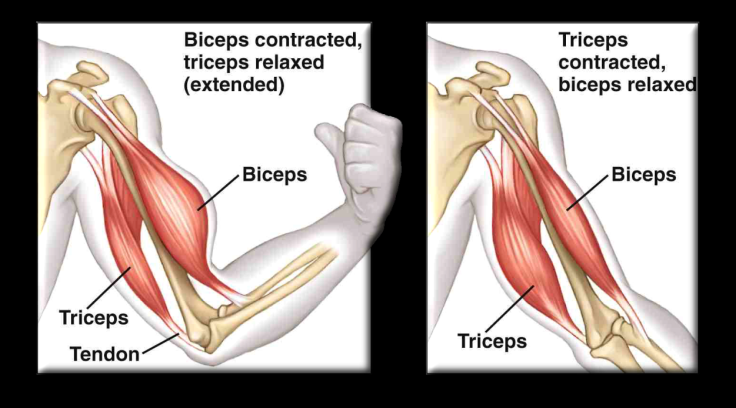 Biceps contracted,
triceps relaxed
(extended)
Biceps
Triceps
Tendon
Triceps
contracted,
biceps relaxed
Biceps
Triceps